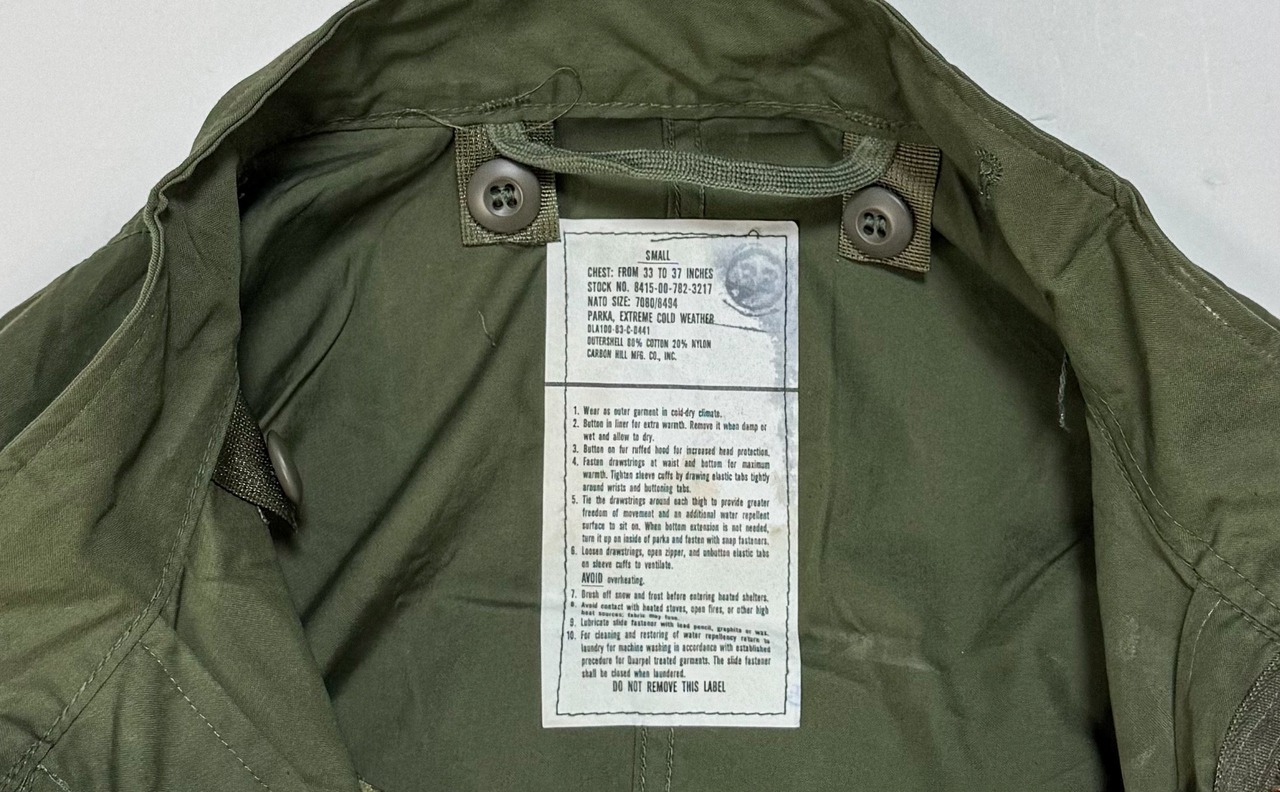 SMALL
CHEST: FROM 33 TO 37 INCHES
STOCK NO. 8415-00-782-3217
NATO SIZE: 7080/8494
PARKA, EXTREME COLD WEATHER
DLA100-83-C-0441
OUTERSHELL 80% COTTON 20% NYLON
CARBON HILL MFG. CO., INC.
1. Wear as outer garment in cold-dry climate.
2. Button in liner for extra warmth. Remove it when damp or
wet and allow to dry.
3. Button on fur ruffed hood for increased head protection.
4. Fasten drawstrings at waist and bottom for maximum
warmth. Tighten sleeve cuffs by drawing elastic tabs tightly
around wrists and buttoning tabs.
5. Tie the drawstrings around each thigh to provide greater
freedom of movement and an additional water repellent
surface to sit on. When bottom extension is not needed,
turn it up on inside of parka and fasten with snap fasteners.
6. Loosen drawstrings, open zipper, and unbutton elastic tabs
on sleeve cuffs to ventilate.
AVOID overheating.
7. Brush off snow and frost before entering heated shelters.
8. Avoid contact with heated stoves, open fires, or other high
heat sources; fabric may fuse.
9. Lubricate slide fastener with lead pencil, graphite or wax.
10. For cleaning and restoring of water repellency return to
laundry for machine washing in accordance with established
procedure for Quarpel treated garments. The slide fastener
shall be closed when laundered.
DO NOT REMOVE THIS LABEL